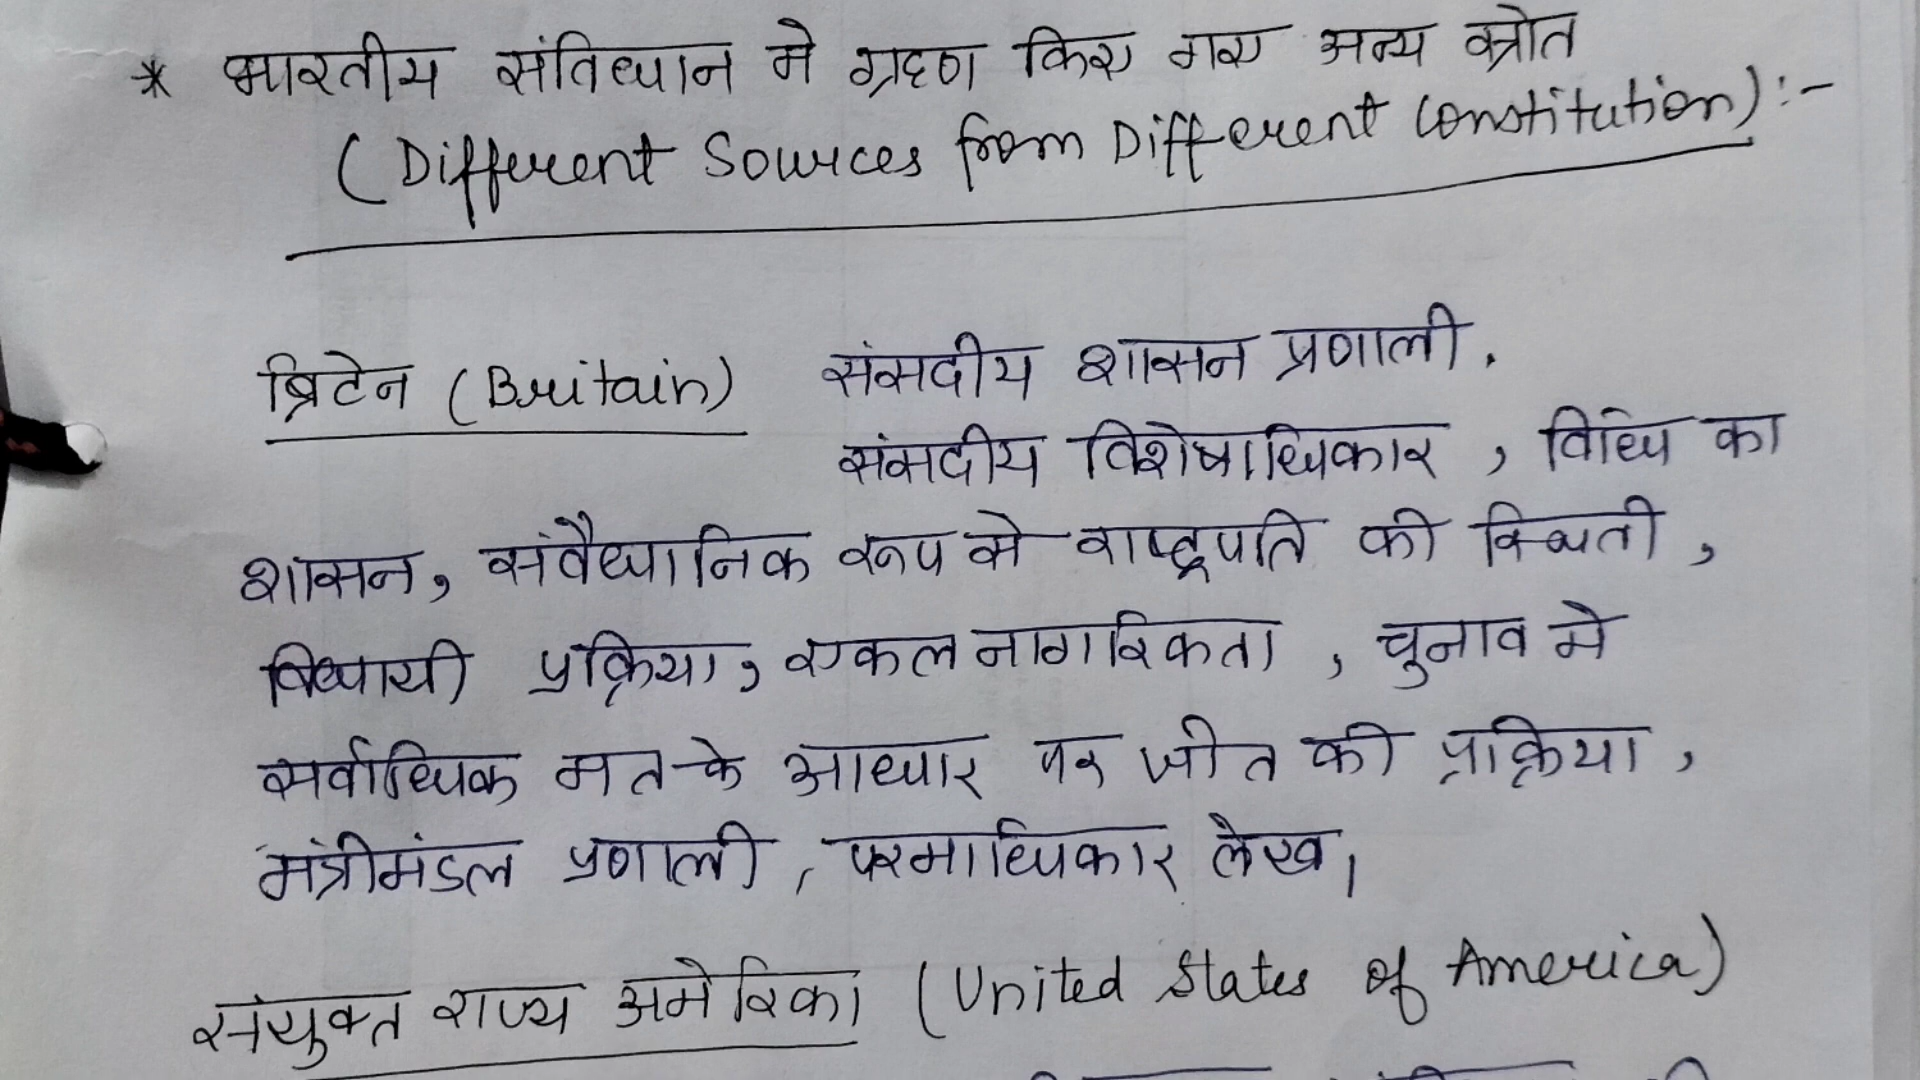 * भारतीय संविधान मे ग्रहण किए गए अन्य स्त्रोत
(Different Sources from Different Constitution):-
ब्रिटेन (Britain) संसदीय शासन प्रणाली,
संसदीय विशेषाधिकार, विधि का
शासन, संवैधानिक रूप से राष्ट्रपति की स्थिती,
विधायी प्रक्रिया, एकल नागरिकता, चुनाव मे
सर्वाधिक मत के आधार पर जीत की प्रक्रिया,
मंत्रीमंडल प्रणाली, परमाधिकार लेख।
संयुक्त राज्य अमेरिका (United States of America)